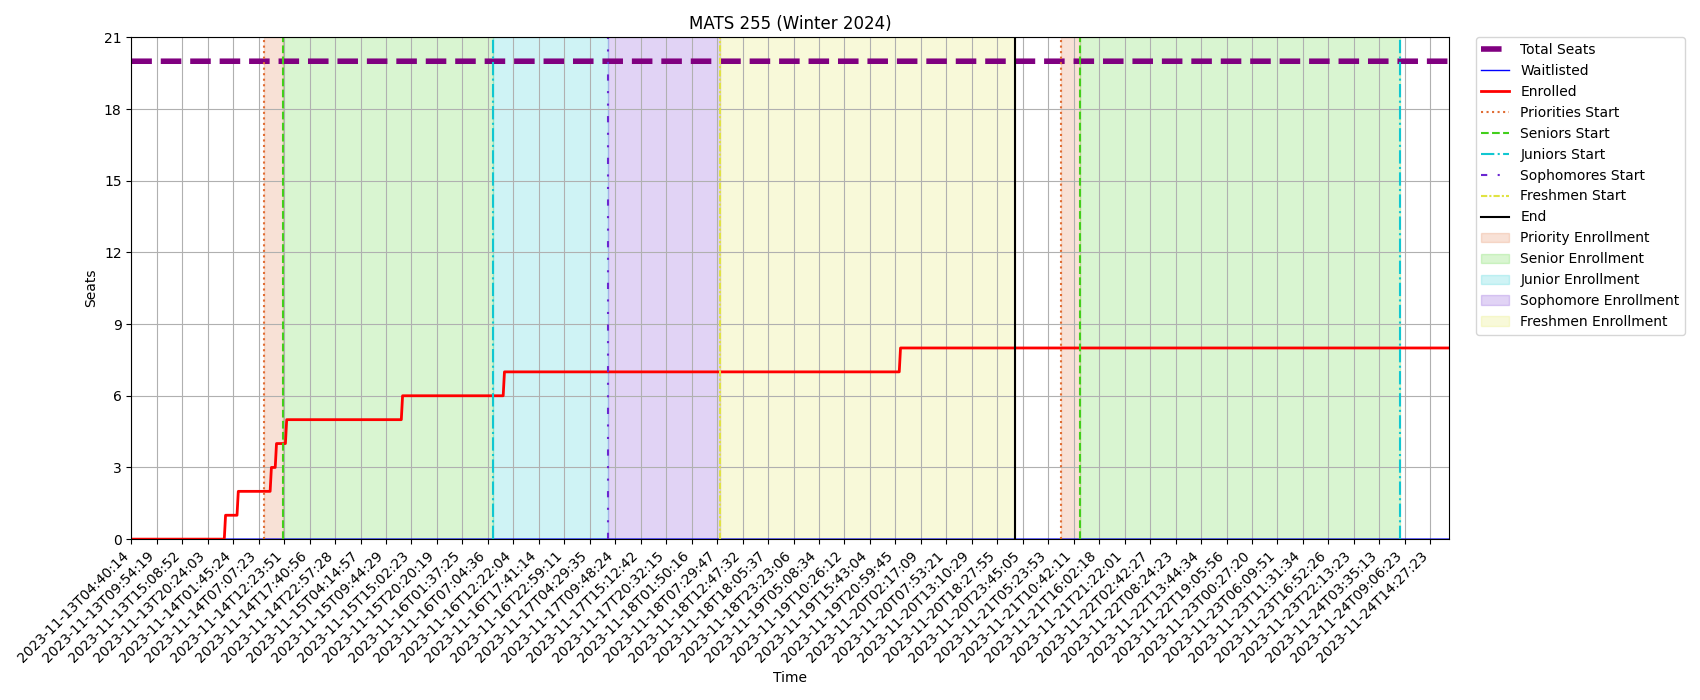 MATS 255 (Winter 2024)
21
18
15
12
9
6
3
0
Seats
2023-11-13T04:40:14
2023-11-13T09:54:19
2023-11-13T15:08:52
2023-11-13T20:24:03
2023-11-14T01:45:24
2023-11-14T07:07:23
2023-11-14T12:23:51
2023-11-14T17:40:56
2023-11-14T22:57:28
2023-11-15T04:14:57
2023-11-15T09:44:29
2023-11-15T15:02:23
2023-11-15T20:20:19
2023-11-16T01:37:25
2023-11-16T07:04:36
2023-11-16T12:22:04
2023-11-16T17:41:14
2023-11-16T22:59:11
2023-11-17T04:29:35
2023-11-17T09:48:24
2023-11-17T15:12:42
2023-11-17T20:32:15
2023-11-18T01:50:16
2023-11-18T07:29:47
2023-11-18T12:47:32
2023-11-18T18:05:37
2023-11-18T23:23:06
2023-11-19T05:08:34
2023-11-19T10:26:12
2023-11-19T15:43:04
2023-11-19T20:59:45
2023-11-20T02:17:09
2023-11-20T07:53:21
2023-11-20T13:10:29
2023-11-20T18:27:55
2023-11-20T23:45:05
2023-11-21T05:23:53
2023-11-21T10:42:11
2023-11-21T16:02:18
2023-11-21T21:22:01
2023-11-22T02:42:27
2023-11-22T08:24:23
2023-11-22T13:44:34
2023-11-22T19:05:56
2023-11-23T00:27:20
2023-11-23T06:09:51
2023-11-23T11:31:34
2023-11-23T16:52:26
2023-11-23T22:13:23
2023-11-24T03:35:13
2023-11-24T09:06:23
2023-11-24T14:27:23
Time
Total Seats
Waitlisted
Enrolled
Priorities Start
Seniors Start
Juniors Start
Sophomores Start
Freshmen Start
End
Priority Enrollment
Senior Enrollment
Junior Enrollment
Sophomore Enrollment
Freshmen Enrollment